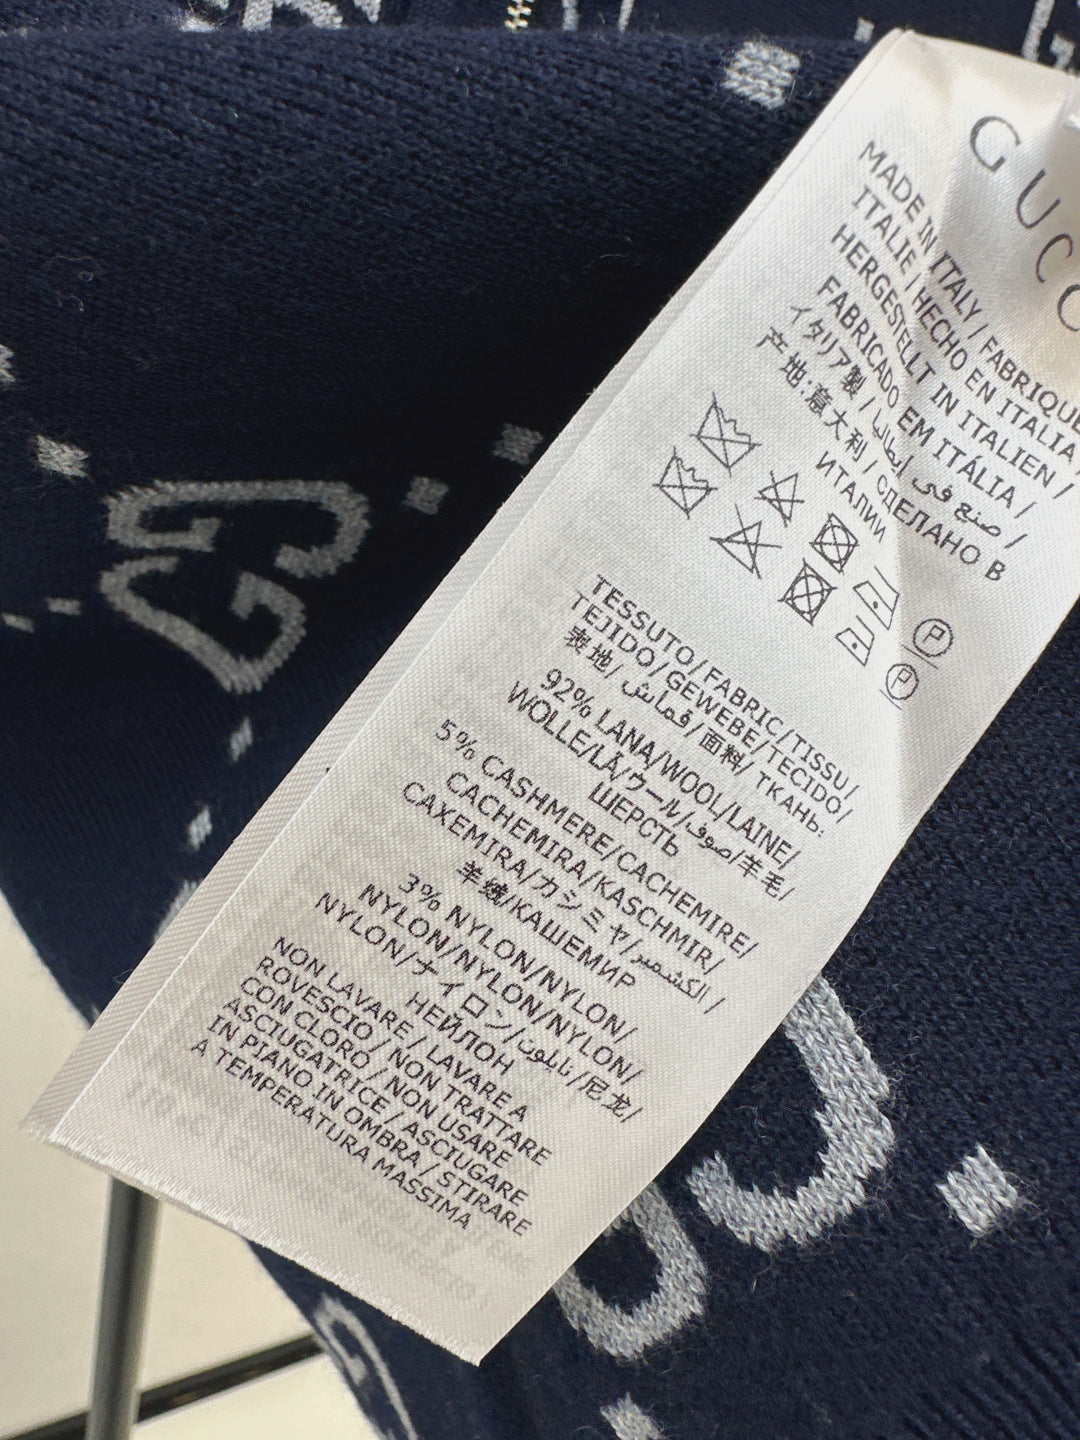 GUCC
MADE IN ITALY / FABRIQUÉ
ITALIE / HECHO EN ITALIA /
HERGESTELLT IN ITALIEN /
FABRICADO EM ITÁLIA /
イタリア製 / صنع في إيطاليا /
产地:意大利 / СДЕЛАНО В
ИТАЛИИ
P
P
TESSUTO/FABRIC/TISSU/
TEJIDO/GEWEBE/TECIDO/
表地/قماش/面料/ТКАНЬ:
92% LANA/WOOL/LAINE/
WOLLE/LÃ/ウール/صوف/羊毛/
ШЕРСТЬ
5% CASHMERE/CACHEMIRE/
CACHEMIRA/KASCHMIR/
CAXEMIRA/カシミヤ/الكشمير/
羊绒/КАШЕМИР
3% NYLON/NYLON/
NYLON/NYLON/NYLON/
NYLON/ナイロン/نايلون/尼龙/
НЕЙЛОН
NON LAVARE / LAVARE A
ROVESCIO / NON TRATTARE
CON CLORO / NON USARE
ASCIUGATRICE / ASCIUGARE
IN PIANO IN OMBRA / STIRARE
A TEMPERATURA MASSIMA